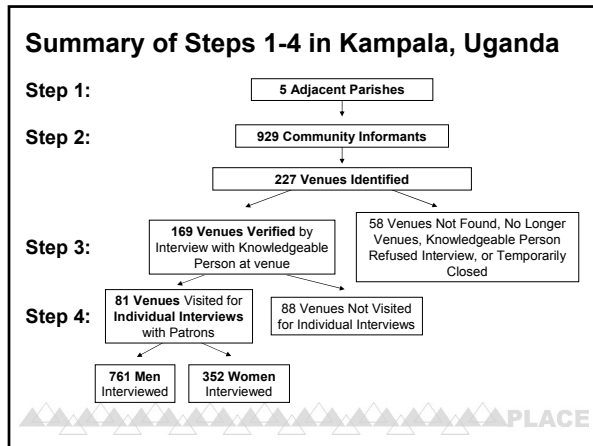 Summary of Steps 1-4 in Kampala, Uganda
Step 1:
5 Adjacent Parishes
Step 2:
929 Community Informants
227 Venues Identified
Step 3:
169 Venues Verified by
Interview with Knowledgeable
Person at venue
58 Venues Not Found, No Longer
Venues, Knowledgeable Person
Refused Interview, or Temporarily
Closed
Step 4:
81 Venues Visited for
Individual Interviews
with Patrons
88 Venues Not Visited
for Individual Interviews
761 Men
Interviewed
352 Women
Interviewed
PLACE